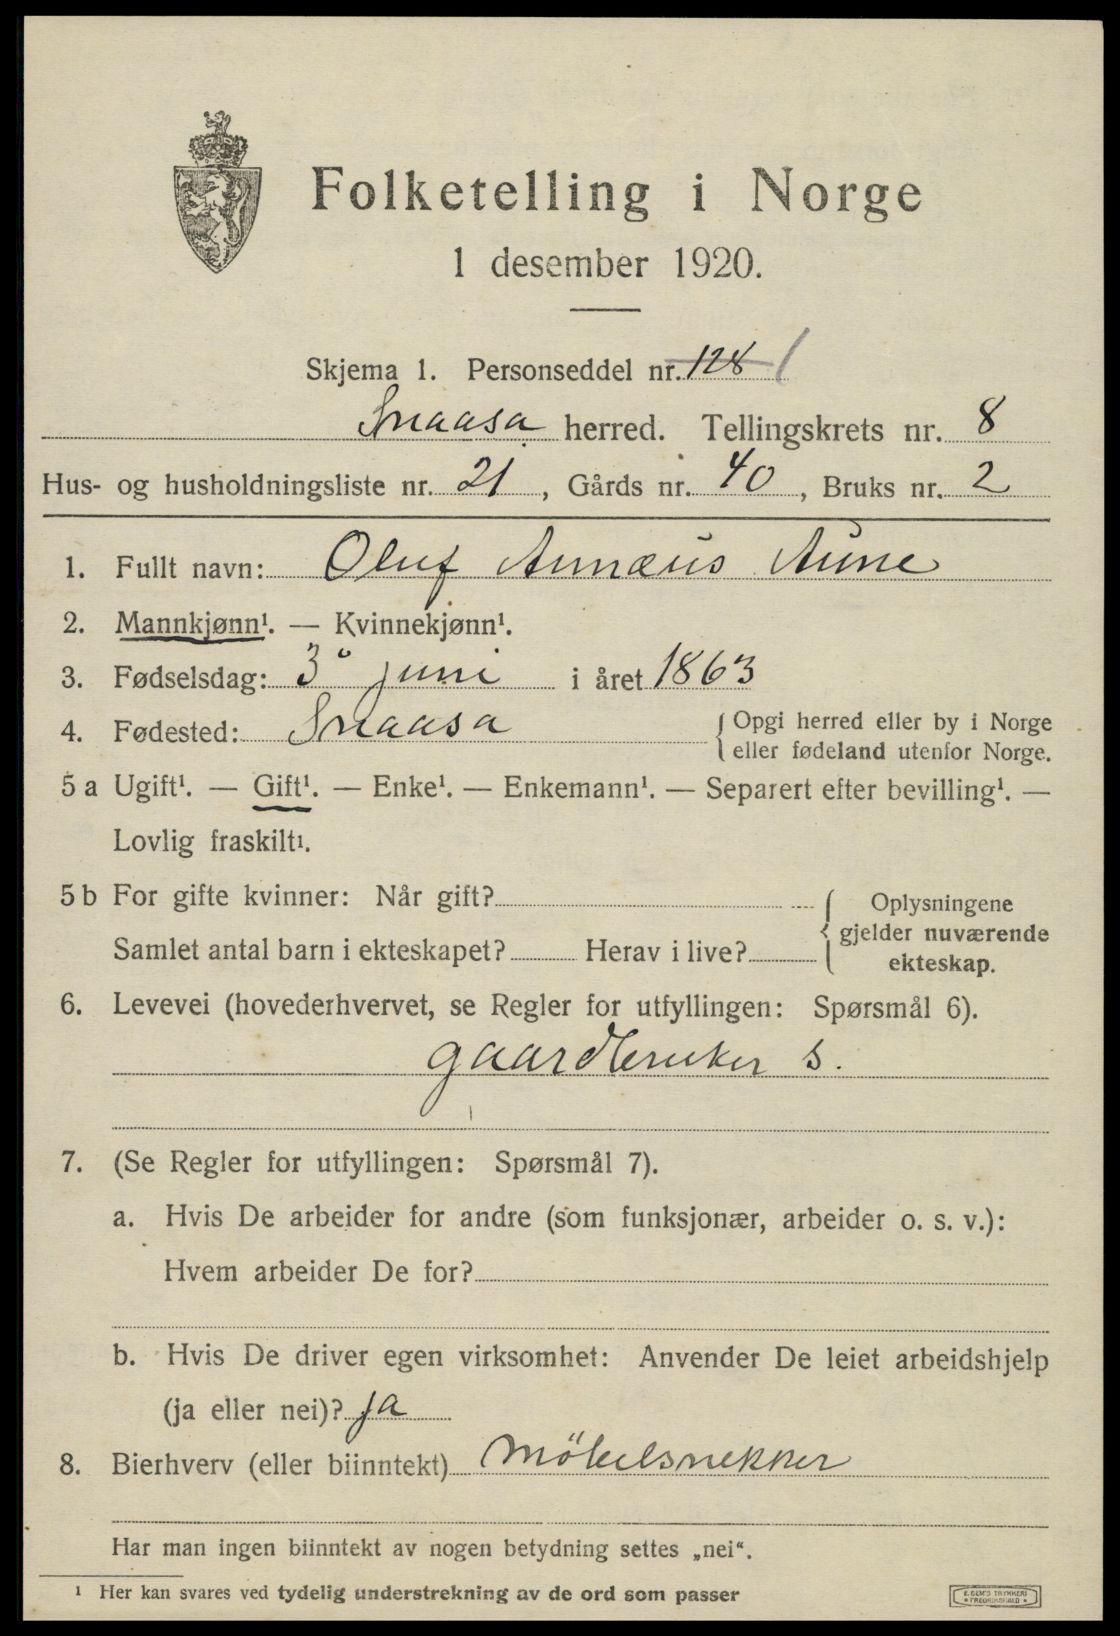 Folketelling i Norge
1 desember 1920.
Skjema 1. Personseddel nr. 128 1
Snaasa herred. Tellingskrets nr. 8
Hus- og husholdningsliste nr. 21, Gårds nr. 40, Bruks nr. 2
1. Fullt navn: Oluf Annæus Aune
2. Mannkjønn¹. — Kvinnekjønn¹.
3. Fødselsdag: 3 juni i året 1863
4. Fødested: Snaasa { Opgi herred eller by i Norge
eller fødeland utenfor Norge.
5 a Ugift¹. — Gift¹. — Enke¹. — Enkemann¹. — Separert efter bevilling¹. —
Lovlig fraskilt¹.
5 b For gifte kvinner: Når gift? Oplysningene
gjelder nuværende
Samlet antal barn i ekteskapet? Herav i live? ekteskap.
6. Levevei (hovederhvervet, se Regler for utfyllingen: Spørsmål 6).
gaardbruker s.
7. (Se Regler for utfyllingen: Spørsmål 7).
a. Hvis De arbeider for andre (som funksjonær, arbeider o. s. v.):
Hvem arbeider De for?
b. Hvis De driver egen virksomhet: Anvender De leiet arbeidshjelp
(ja eller nei)? ja
8. Bierhverv (eller biinntekt) Möbelsnekker
Har man ingen biinntekt av nogen betydning settes „nei“.
¹ Her kan svares ved tydelig understrekning av de ord som passer